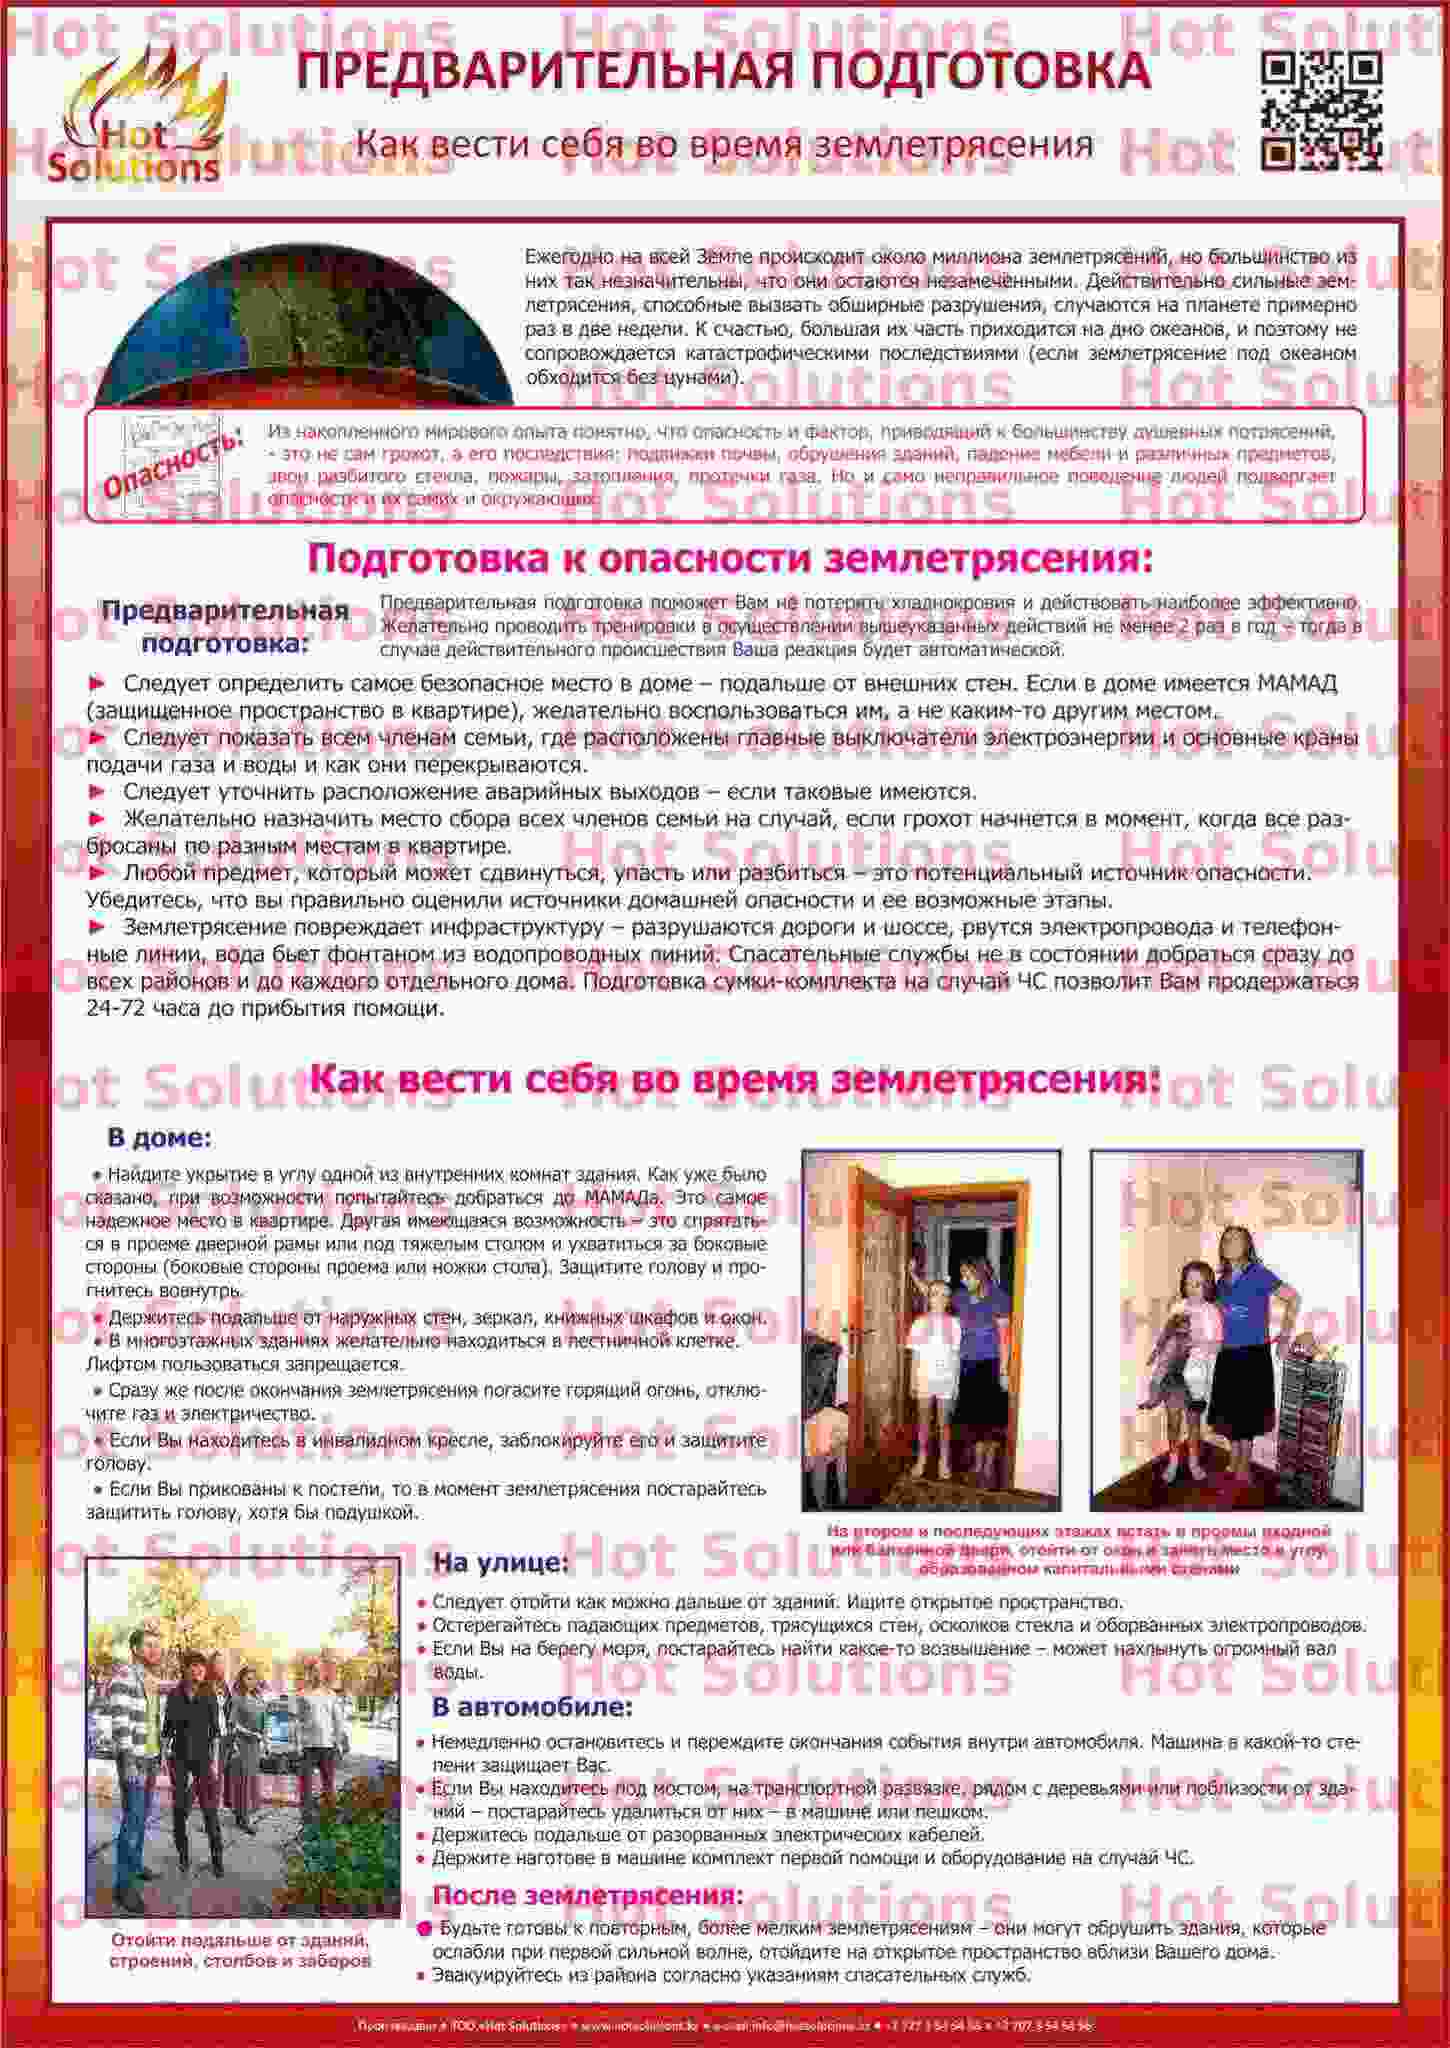 ПРЕДВАРИТЕЛЬНАЯ ПОДГОТОВКА
Как вести себя во время землетрясения
Hot
Solutions
Ежегодно на всей Земле происходит около миллиона землетрясений, но большинство из
них так незначительны, что они остаются незамеченными. Действительно сильные зем-
летрясения, способные вызвать обширные разрушения, случаются на планете примерно
раз в две недели. К счастью, большая их часть приходится на дно океанов, и поэтому не
сопровождается катастрофическими последствиями (если землетрясение под океаном
обходится без цунами).
Опасность:
Из накопленного мирового опыта понятно, что опасность и фактор, приводящий к большинству душевных потрясений,
- это не сам грохот, а его последствия: подвижки почвы, обрушения зданий, падение мебели и различных предметов,
звон разбитого стекла, пожары, затопления, протечки газа. Но и само неправильное поведение людей подвергает
опасности и их самих и окружающих.
Подготовка к опасности землетрясения:
Предварительная
подготовка:
Предварительная подготовка поможет Вам не потерять хладнокровия и действовать наиболее эффективно.
Желательно проводить тренировки в осуществлении вышеуказанных действий не менее 2 раз в год – тогда в
случае действительного происшествия Ваша реакция будет автоматической.
► Следует определить самое безопасное место в доме – подальше от внешних стен. Если в доме имеется МАМАД
(защищенное пространство в квартире), желательно воспользоваться им, а не каким-то другим местом.
► Следует показать всем членам семьи, где расположены главные выключатели электроэнергии и основные краны
подачи газа и воды и как они перекрываются.
► Следует уточнить расположение аварийных выходов – если таковые имеются.
► Желательно назначить место сбора всех членов семьи на случай, если грохот начнется в момент, когда все раз-
бросаны по разным местам в квартире.
► Любой предмет, который может сдвинуться, упасть или разбиться – это потенциальный источник опасности.
Убедитесь, что вы правильно оценили источники домашней опасности и ее возможные этапы.
► Землетрясение повреждает инфраструктуру – разрушаются дороги и шоссе, рвутся электропровода и телефон-
ные линии, вода бьет фонтаном из водопроводных линий. Спасательные службы не в состоянии добраться сразу до
всех районов и до каждого отдельного дома. Подготовка сумки-комплекта на случай ЧС позволит Вам продержаться
24-72 часа до прибытия помощи.
Как вести себя во время землетрясения:
В доме:
• Найдите укрытие в углу одной из внутренних комнат здания. Как уже было
сказано, при возможности попытайтесь добраться до МАМАДа. Это самое
надежное место в квартире. Другая имеющаяся возможность – это спрятать-
ся в проеме дверной рамы или под тяжелым столом и ухватиться за боковые
стороны (боковые стороны проема или ножки стола). Защитите голову и про-
гнитесь вовнутрь.
• Держитесь подальше от наружных стен, зеркал, книжных шкафов и окон.
• В многоэтажных зданиях желательно находиться в лестничной клетке.
Лифтом пользоваться запрещается.
• Сразу же после окончания землетрясения погасите горящий огонь, отклю-
чите газ и электричество.
• Если Вы находитесь в инвалидном кресле, заблокируйте его и защитите
голову.
• Если Вы прикованы к постели, то в момент землетрясения постарайтесь
защитить голову, хотя бы подушкой.
На втором и последующих этажах встать в проемы входной
или балконной двери, отойти от окон и занять место в углу,
образованном капитальными стенами
На улице:
• Следует отойти как можно дальше от зданий. Ищите открытое пространство.
• Остерегайтесь падающих предметов, трясущихся стен, осколков стекла и оборванных электропроводов.
• Если Вы на берегу моря, постарайтесь найти какое-то возвышение – может нахлынуть огромный вал
воды.
В автомобиле:
• Немедленно остановитесь и переждите окончания события внутри автомобиля. Машина в какой-то сте-
пени защищает Вас.
• Если Вы находитесь под мостом, на транспортной развязке, рядом с деревьями или поблизости от зда-
ний – постарайтесь удалиться от них – в машине или пешком.
• Держитесь подальше от разорванных электрических кабелей.
• Держите наготове в машине комплект первой помощи и оборудование на случай ЧС.
После землетрясения:
• Будьте готовы к повторным, более мелким землетрясениям – они могут обрушить здания, которые
ослабли при первой сильной волне, отойдите на открытое пространство вблизи Вашего дома.
• Эвакуируйтесь из района согласно указаниям спасательных служб.
Отойти подальше от зданий,
строений, столбов и заборов
ТОО «Hot Solutions»